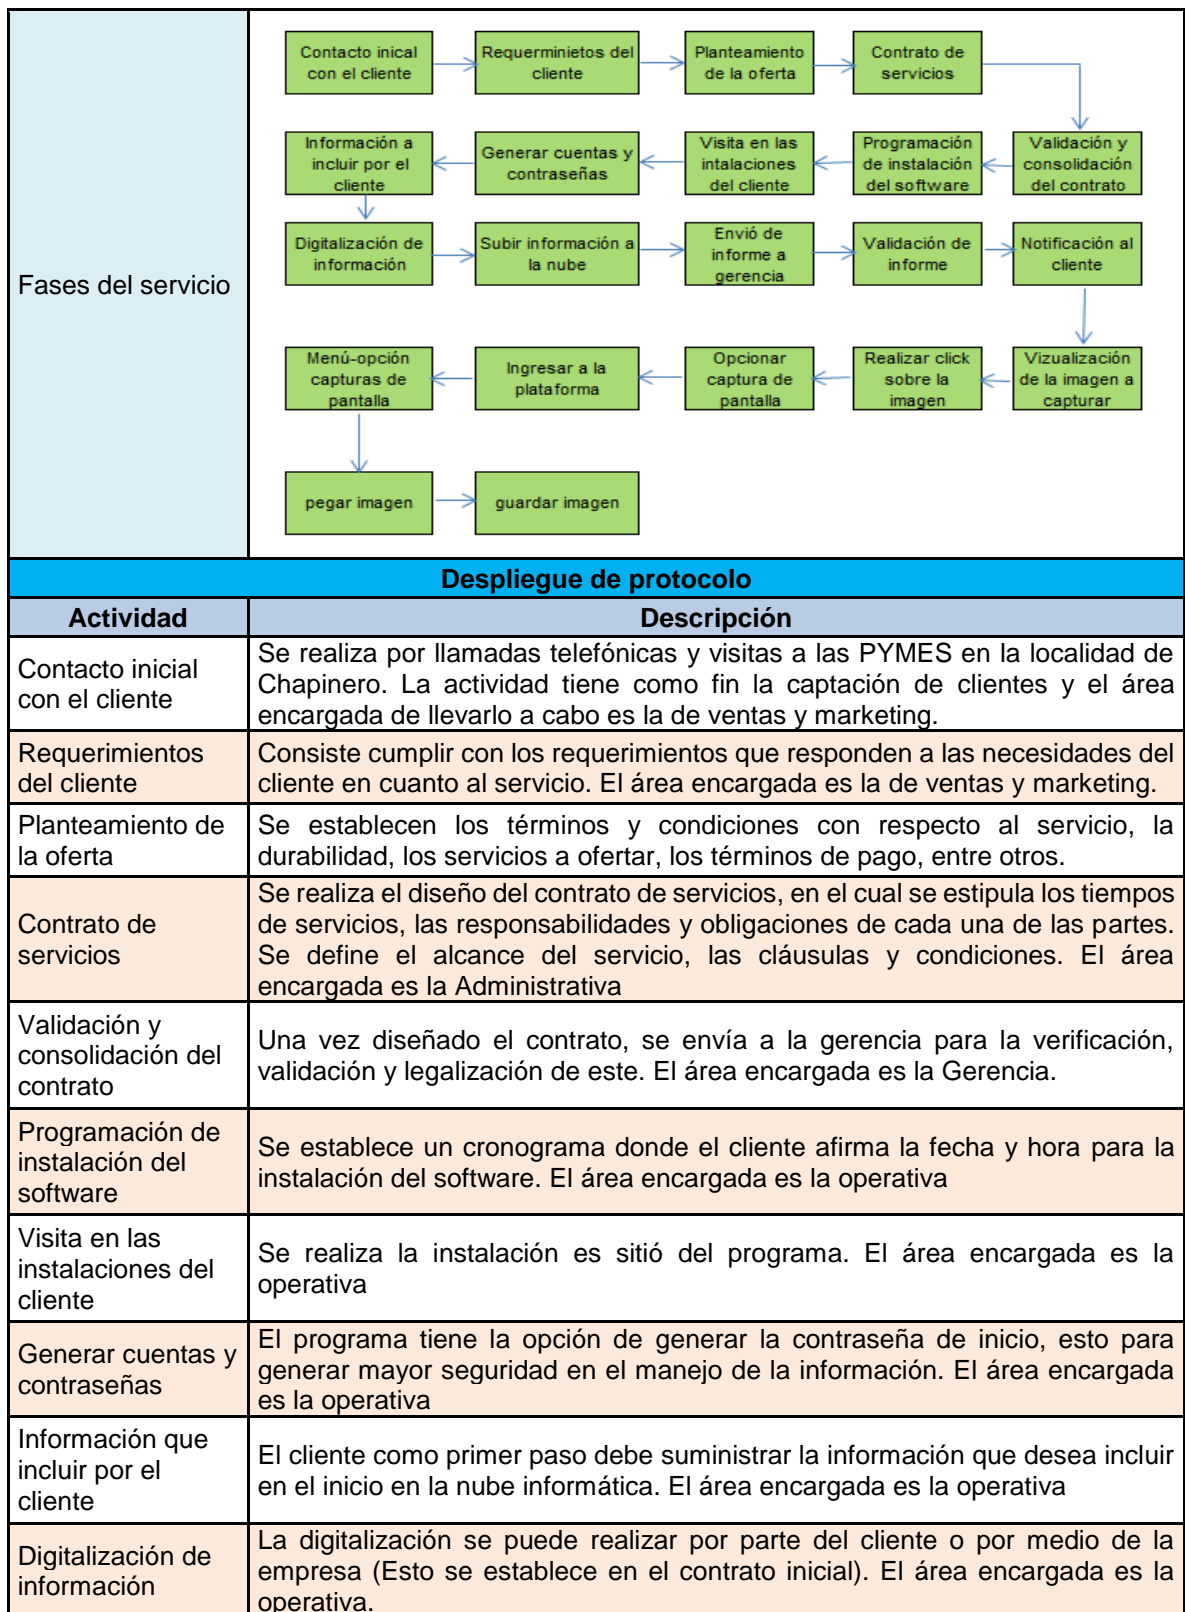 Fases del servicio
Contacto inical
con el cliente
Requerminietos del
cliente
Planteamiento
de la oferta
Contrato de
servicios
Validación y
consolidación
del contrato
Programación
de instalación
del software
Visita en las
intalaciones
del cliente
Generar cuentas y
contraseñas
Información a
incluir por el
cliente
Digitalización de
información
Subir información a
la nube
Envió de
informe a
gerencia
Validación de
informe
Notificación al
cliente
Vizualización
de la imagen a
capturar
Realizar click
sobre la
imagen
Opcionar
captura de
pantalla
Ingresar a la
plataforma
Menú-opción
capturas de
pantalla
pegar imagen
guardar imagen
Despliegue de protocolo
Actividad
Descripción
Contacto inicial
con el cliente
Se realiza por llamadas telefónicas y visitas a las PYMES en la localidad de
Chapinero. La actividad tiene como fin la captación de clientes y el área
encargada de llevarlo a cabo es la de ventas y marketing.
Requerimientos
del cliente
Consiste cumplir con los requerimientos que responden a las necesidades del
cliente en cuanto al servicio. El área encargada es la de ventas y marketing.
Planteamiento de
la oferta
Se establecen los términos y condiciones con respecto al servicio, la
durabilidad, los servicios a ofertar, los términos de pago, entre otros.
Contrato de
servicios
Se realiza el diseño del contrato de servicios, en el cual se estipula los tiempos
de servicios, las responsabilidades y obligaciones de cada una de las partes.
Se define el alcance del servicio, las cláusulas y condiciones. El área
encargada es la Administrativa
Validación y
consolidación del
contrato
Una vez diseñado el contrato, se envía a la gerencia para la verificación,
validación y legalización de este. El área encargada es la Gerencia.
Programación de
instalación del
software
Se establece un cronograma donde el cliente afirma la fecha y hora para la
instalación del software. El área encargada es la operativa
Visita en las
instalaciones del
cliente
Se realiza la instalación es sitió del programa. El área encargada es la
operativa
Generar cuentas y
contraseñas
El programa tiene la opción de generar la contraseña de inicio, esto para
generar mayor seguridad en el manejo de la información. El área encargada
es la operativa
Información que
incluir por el
cliente
El cliente como primer paso debe suministrar la información que desea incluir
en el inicio en la nube informática. El área encargada es la operativa
Digitalización de
información
La digitalización se puede realizar por parte del cliente o por medio de la
empresa (Esto se establece en el contrato inicial). El área encargada es la
operativa.